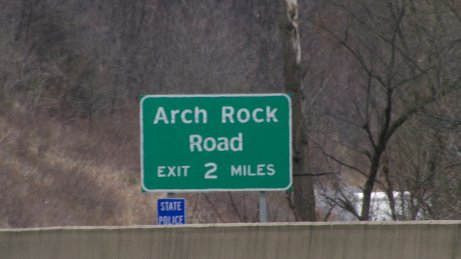 Arch Rock
Road
EXIT 2 MILES
STATE
POLICE